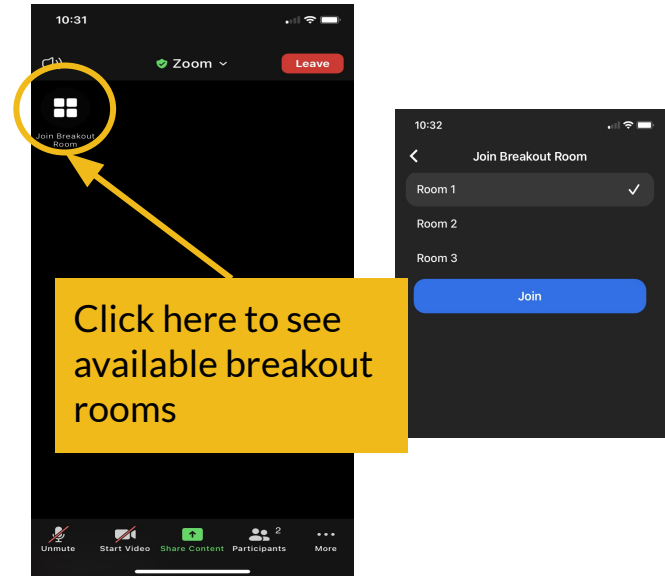 10:31
Zoom
Leave
Join Breakout
Room
Click here to see
available breakout
rooms
Unmute
Start Video
Share Content
Participants
2
More
10:32
Join Breakout Room
Room 1
Room 2
Room 3
Join